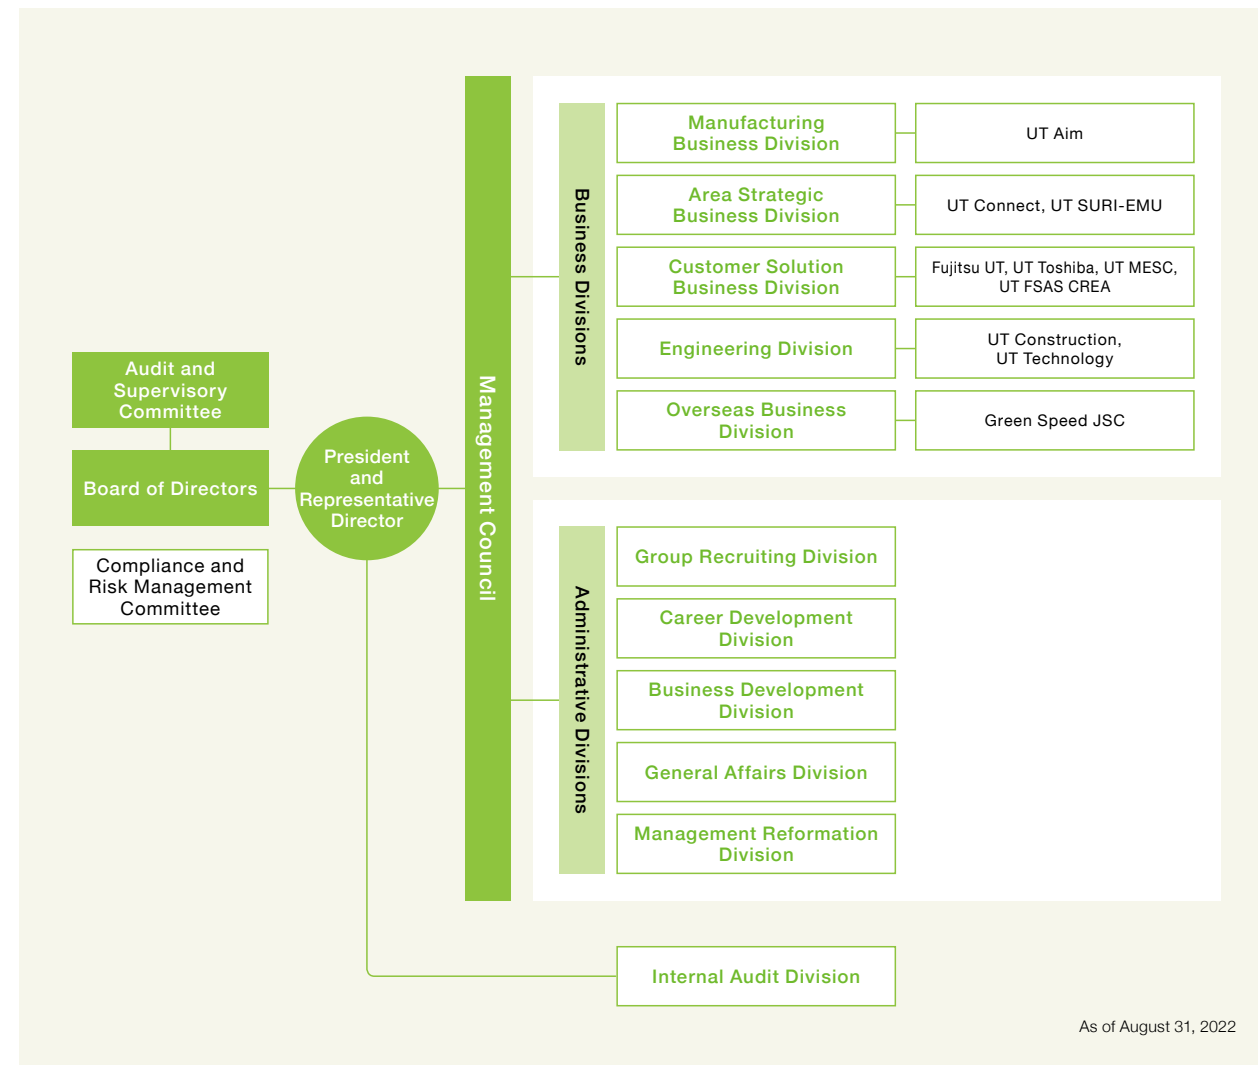 Audit and
Supervisory
Committee
Board of Directors
Compliance and
Risk Management
Committee
President
and
Representative
Director
Management Council
Business Divisions
Manufacturing
Business Division
UT Aim
Area Strategic
Business Division
UT Connect, UT SURI-EMU
Customer Solution
Business Division
Fujitsu UT, UT Toshiba, UT MESC,
UT FSAS CREA
Engineering Division
UT Construction,
UT Technology
Overseas Business
Division
Green Speed JSC
Administrative Divisions
Group Recruiting Division
Career Development
Division
Business Development
Division
General Affairs Division
Management Reformation
Division
Internal Audit Division
As of August 31, 2022